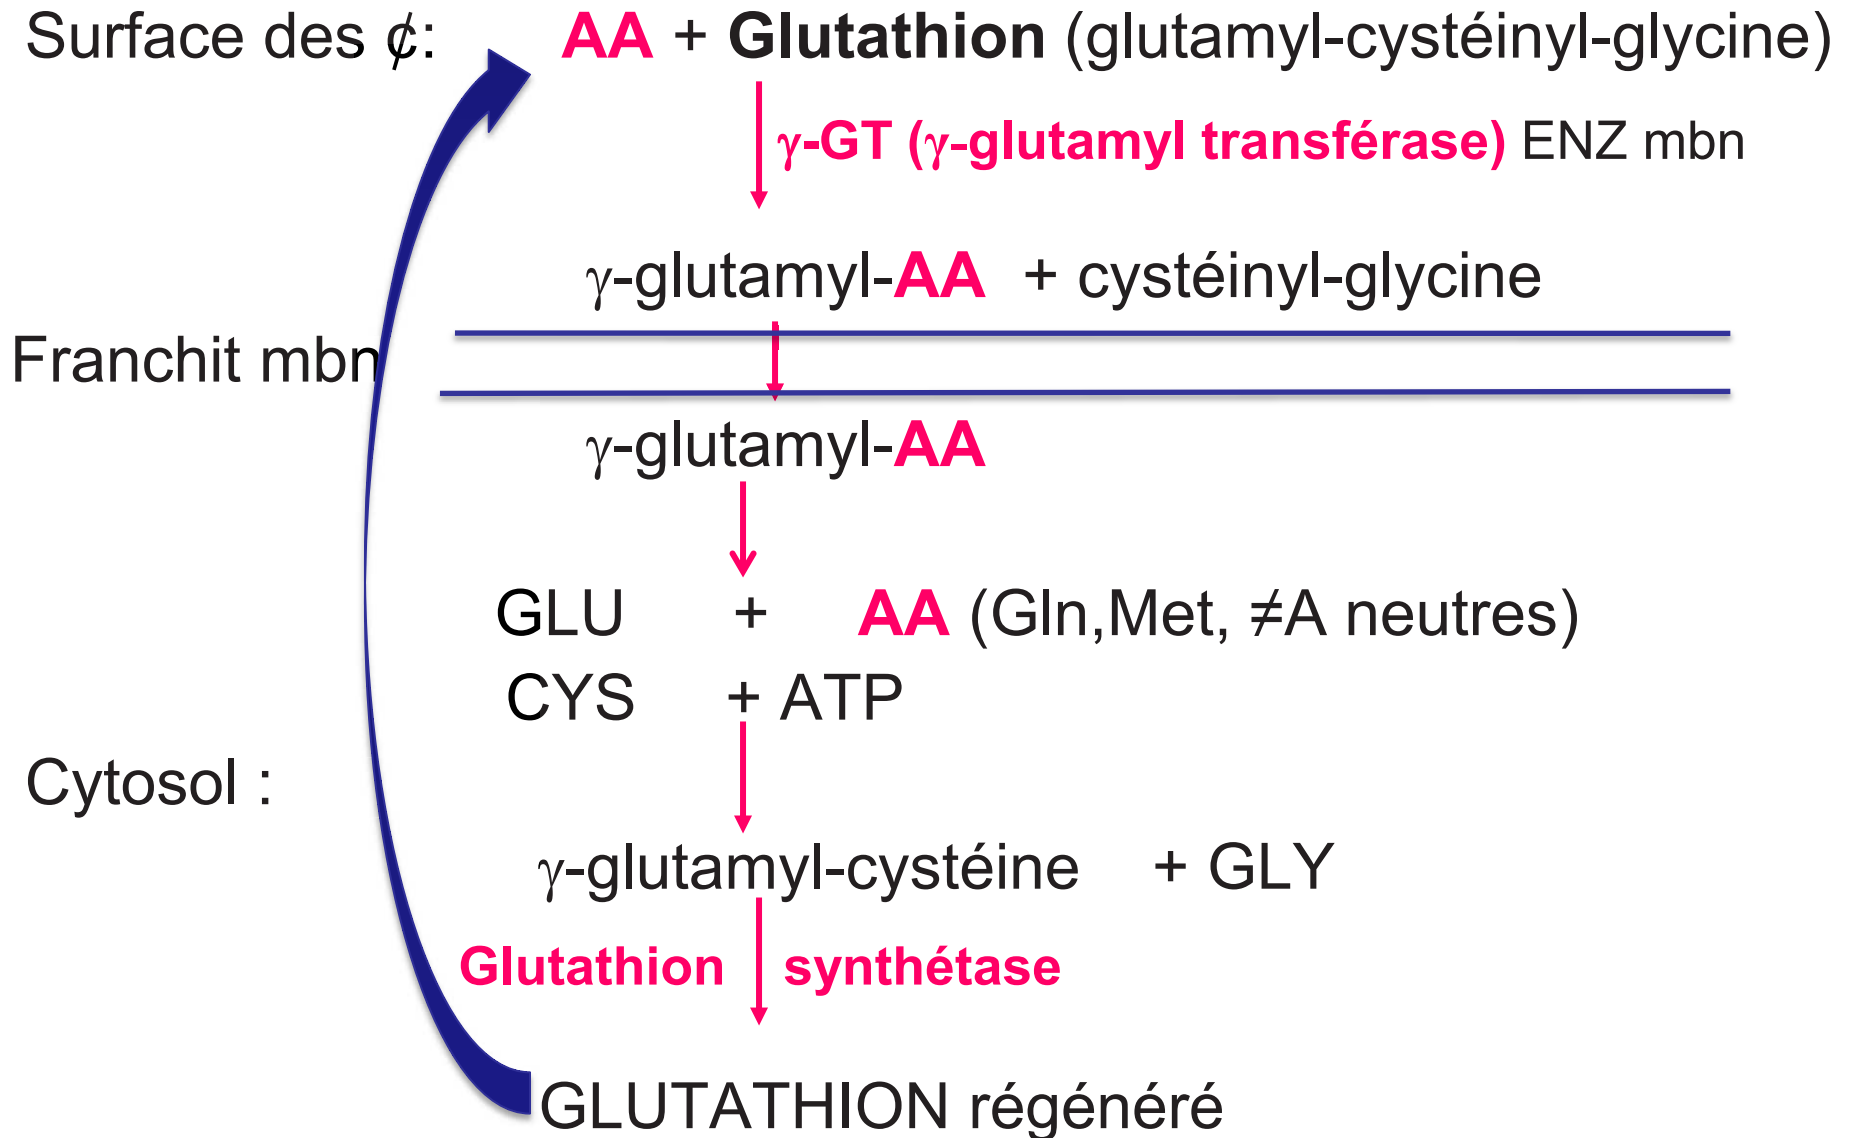 Surface des ȼ: AA + Glutathion (glutamyl-cystéinyl-glycine)
γ-GT (γ-glutamyl transférase) ENZ mbn
γ-glutamyl-AA + cystéinyl-glycine
Franchit mbn
γ-glutamyl-AA
GLU + AA (Gln,Met, ≠A neutres)
CYS + ATP
Cytosol :
γ-glutamyl-cystéine + GLY
Glutathion synthétase
GLUTATHION régénéré